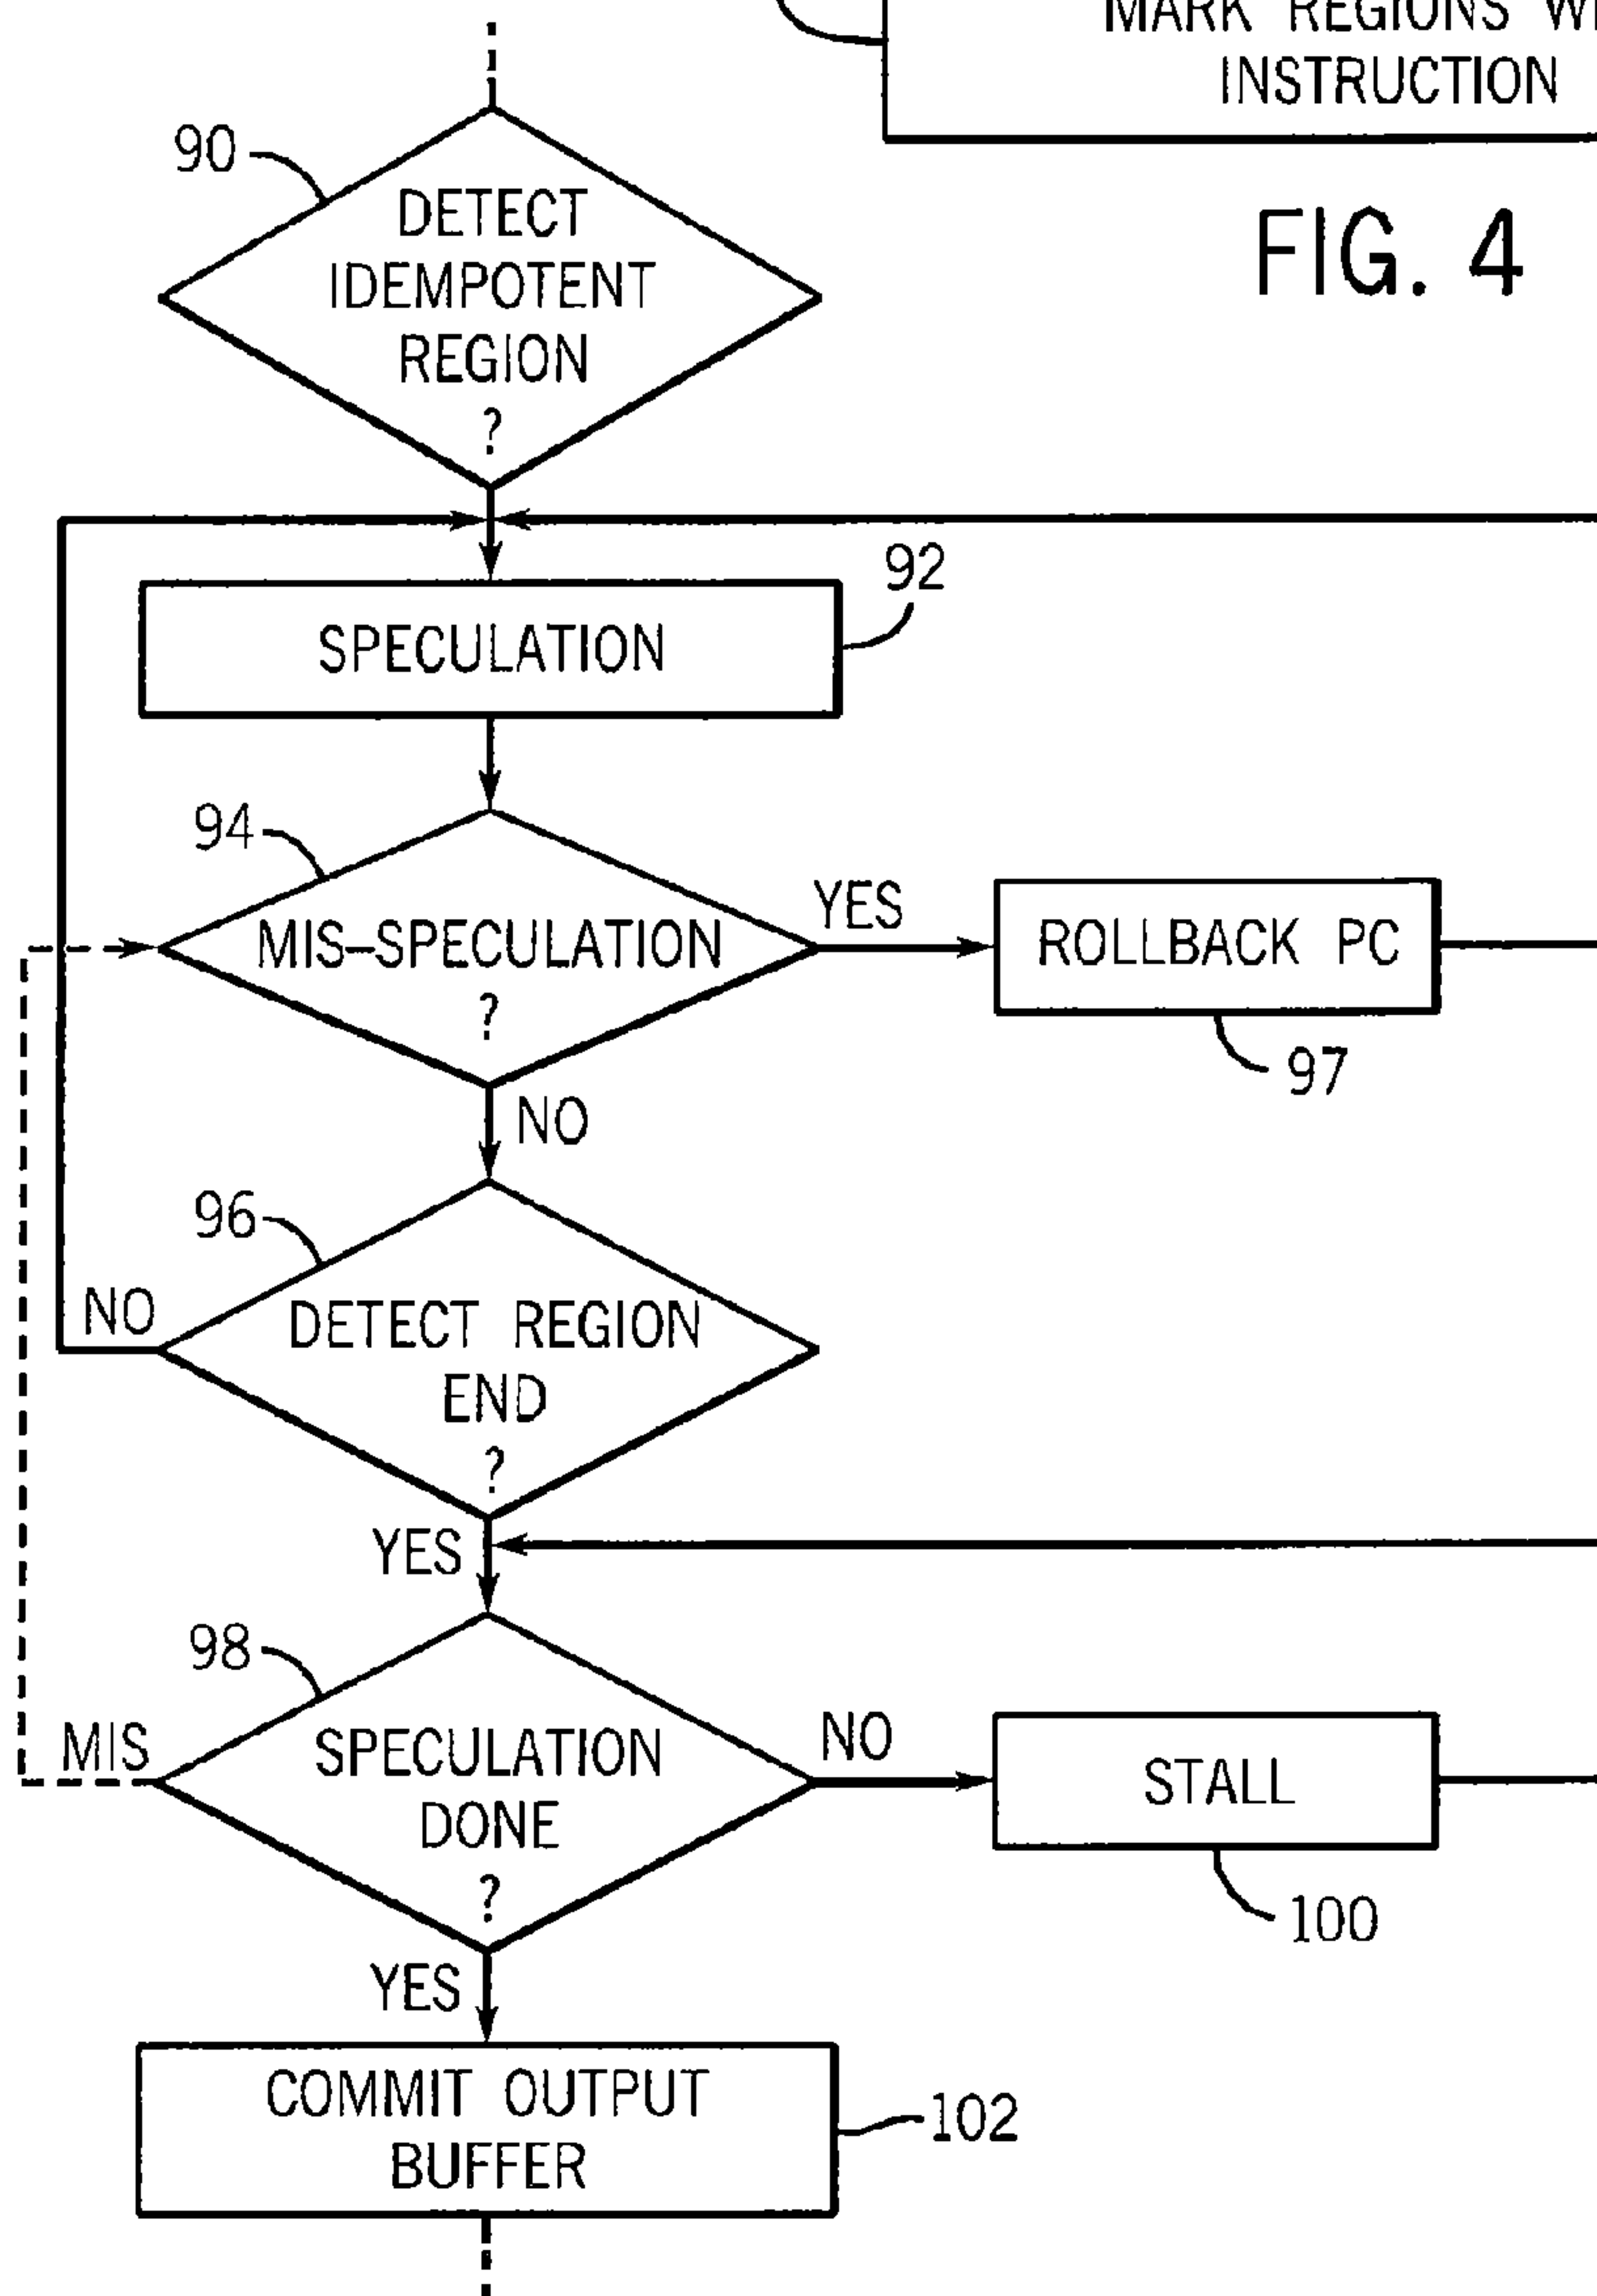 MARK REGIONS
INSTRUCTION
FIG. 4
90
DETECT
IDEMPOTENT
REGION
?
92
SPECULATION
94
MIS–SPECULATION
?
YES
ROLLBACK PC
97
NO
96
NO
DETECT REGION
END
?
YES
98
MIS
SPECULATION
DONE
?
NO
STALL
100
YES
COMMIT OUTPUT
BUFFER
102